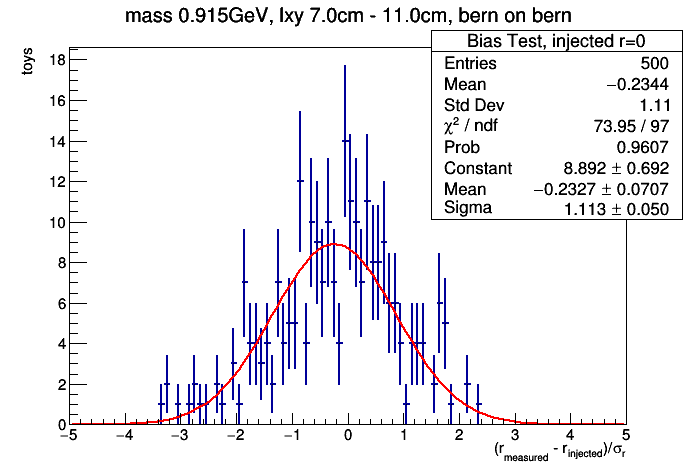 mass 0.915GeV, lxy 7.0cm - 11.0cm, bern on bern
toys
Bias Test, injected r=0
Entries 500
Mean −0.2344
Std Dev 1.11
χ² / ndf 73.95 / 97
Prob 0.9607
Constant 8.892 ± 0.692
Mean −0.2327 ± 0.0707
Sigma 1.113 ± 0.050
18
16
14
12
10
8
6
4
2
0
−5 −4 −3 −2 −1 0 1 2 3 4 5
(r_measured - r_injected)/σ_r